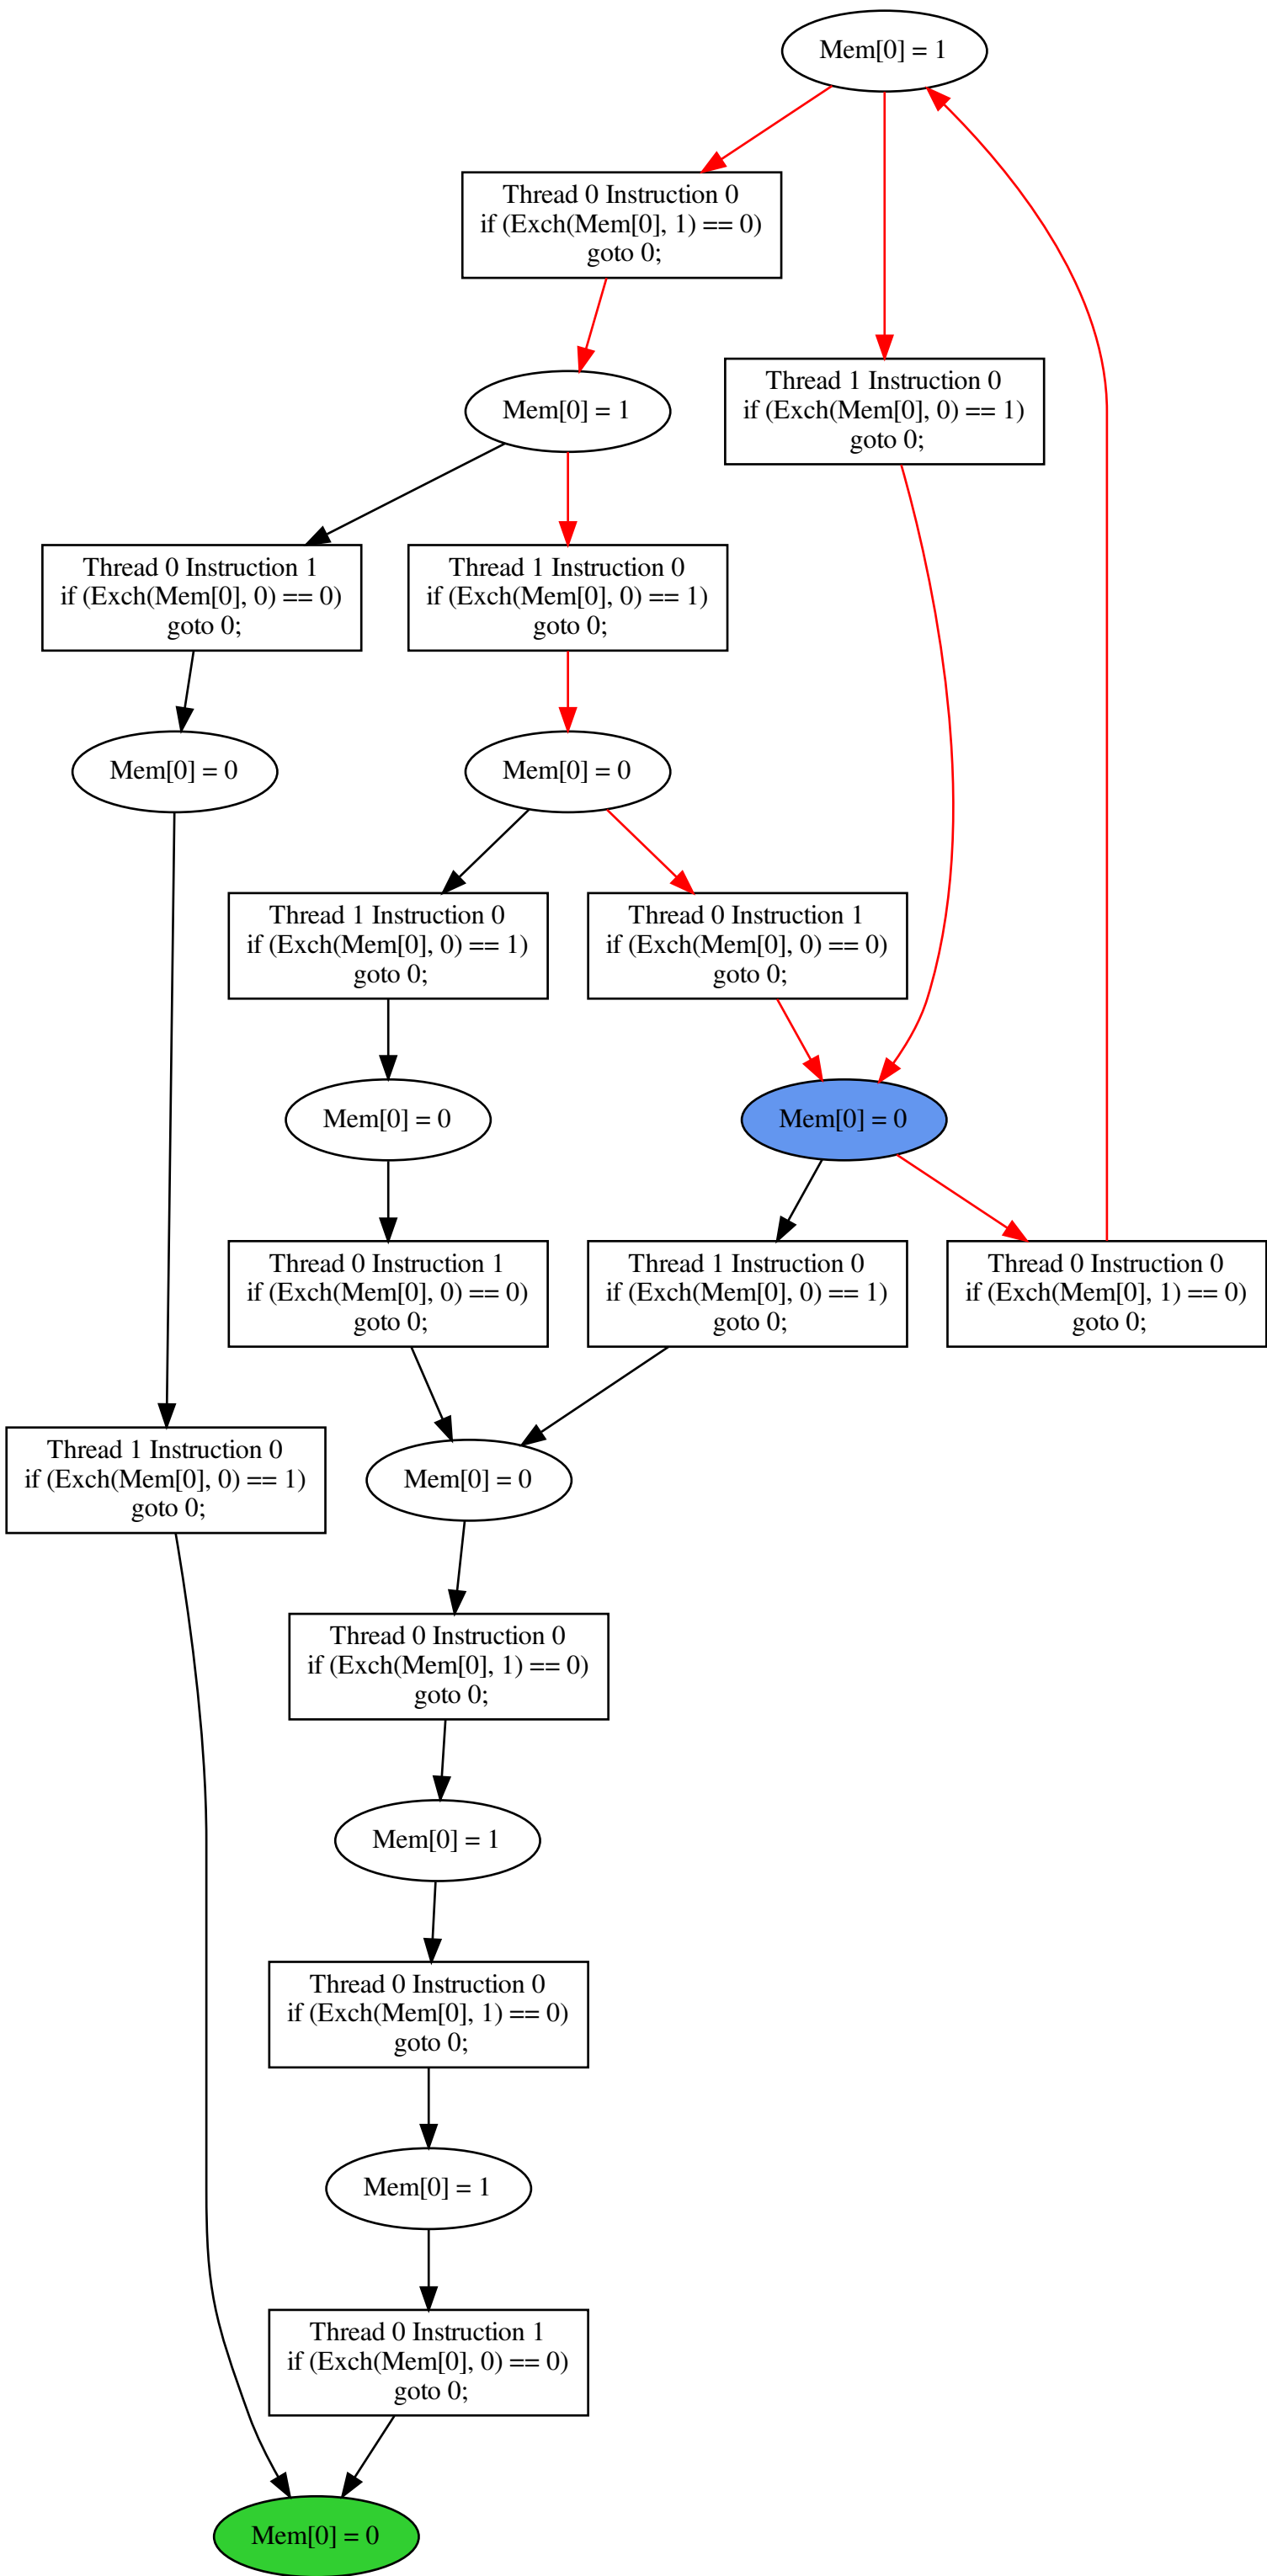 Mem[0] = 1
Thread 0 Instruction 0
if (Exch(Mem[0], 1) == 0)
goto 0;
Thread 1 Instruction 0
if (Exch(Mem[0], 0) == 1)
goto 0;
Mem[0] = 1
Thread 0 Instruction 1
if (Exch(Mem[0], 0) == 0)
goto 0;
Thread 1 Instruction 0
if (Exch(Mem[0], 0) == 1)
goto 0;
Mem[0] = 0
Mem[0] = 0
Thread 1 Instruction 0
if (Exch(Mem[0], 0) == 1)
goto 0;
Thread 0 Instruction 1
if (Exch(Mem[0], 0) == 0)
goto 0;
Mem[0] = 0
Mem[0] = 0
Thread 0 Instruction 1
if (Exch(Mem[0], 0) == 0)
goto 0;
Thread 1 Instruction 0
if (Exch(Mem[0], 0) == 1)
goto 0;
Thread 0 Instruction 0
if (Exch(Mem[0], 1) == 0)
goto 0;
Thread 1 Instruction 0
if (Exch(Mem[0], 0) == 1)
goto 0;
Mem[0] = 0
Thread 0 Instruction 0
if (Exch(Mem[0], 1) == 0)
goto 0;
Mem[0] = 1
Thread 0 Instruction 0
if (Exch(Mem[0], 1) == 0)
goto 0;
Mem[0] = 1
Thread 0 Instruction 1
if (Exch(Mem[0], 0) == 0)
goto 0;
Mem[0] = 0